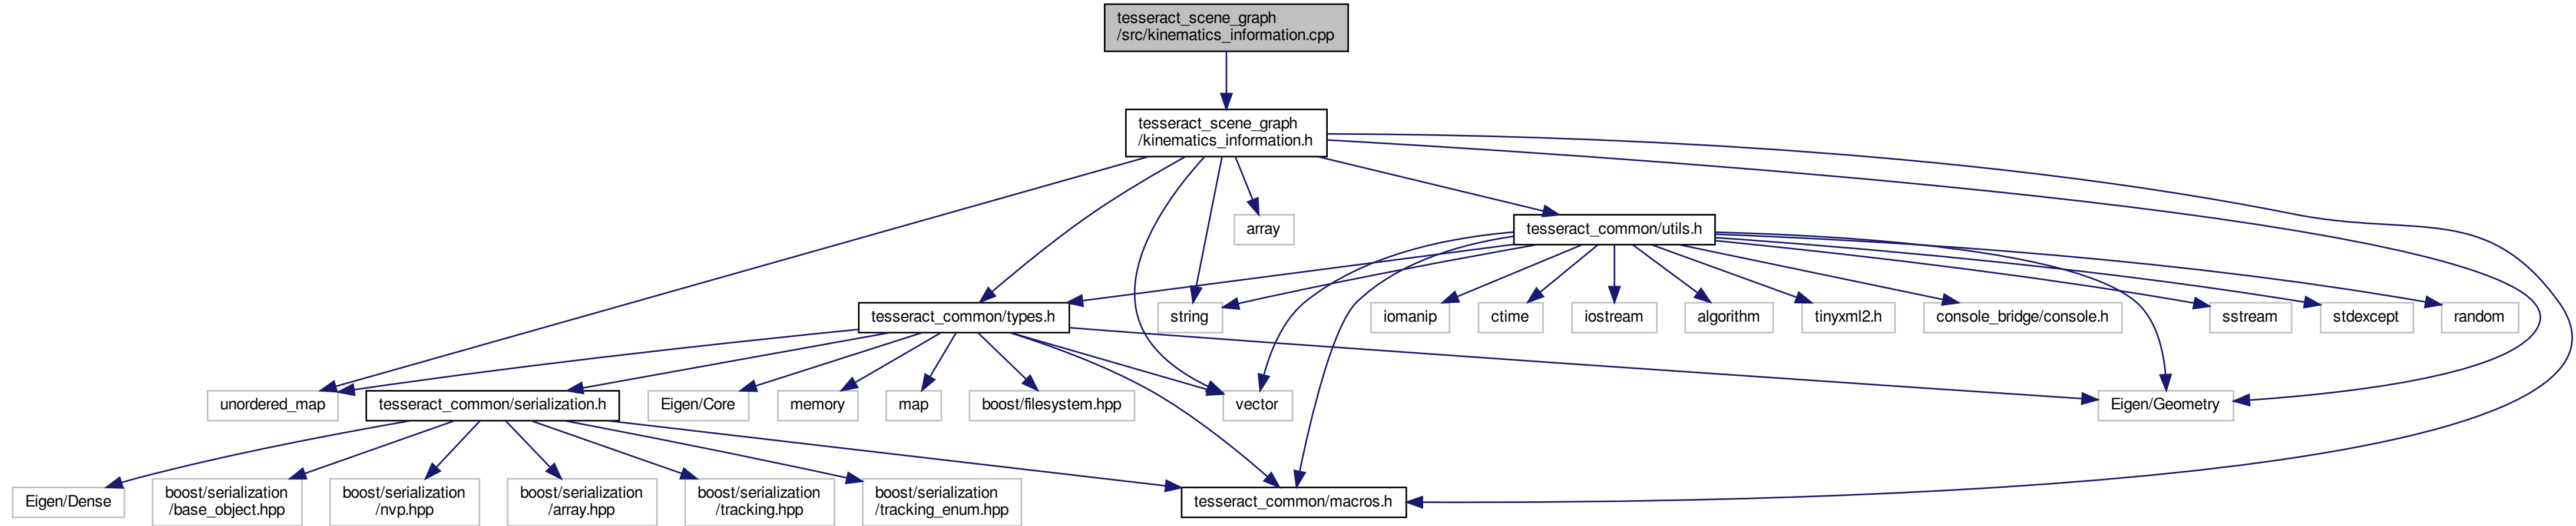 tesseract_scene_graph
/src/kinematics_information.cpp
tesseract_scene_graph
/kinematics_information.h
array
tesseract_common/utils.h
tesseract_common/types.h
string
iomanip
ctime
iostream
algorithm
tinyxml2.h
console_bridge/console.h
sstream
stdexcept
random
unordered_map
tesseract_common/serialization.h
Eigen/Core
memory
map
boost/filesystem.hpp
vector
Eigen/Geometry
Eigen/Dense
boost/serialization
/base_object.hpp
boost/serialization
/nvp.hpp
boost/serialization
/array.hpp
boost/serialization
/tracking.hpp
boost/serialization
/tracking_enum.hpp
tesseract_common/macros.h